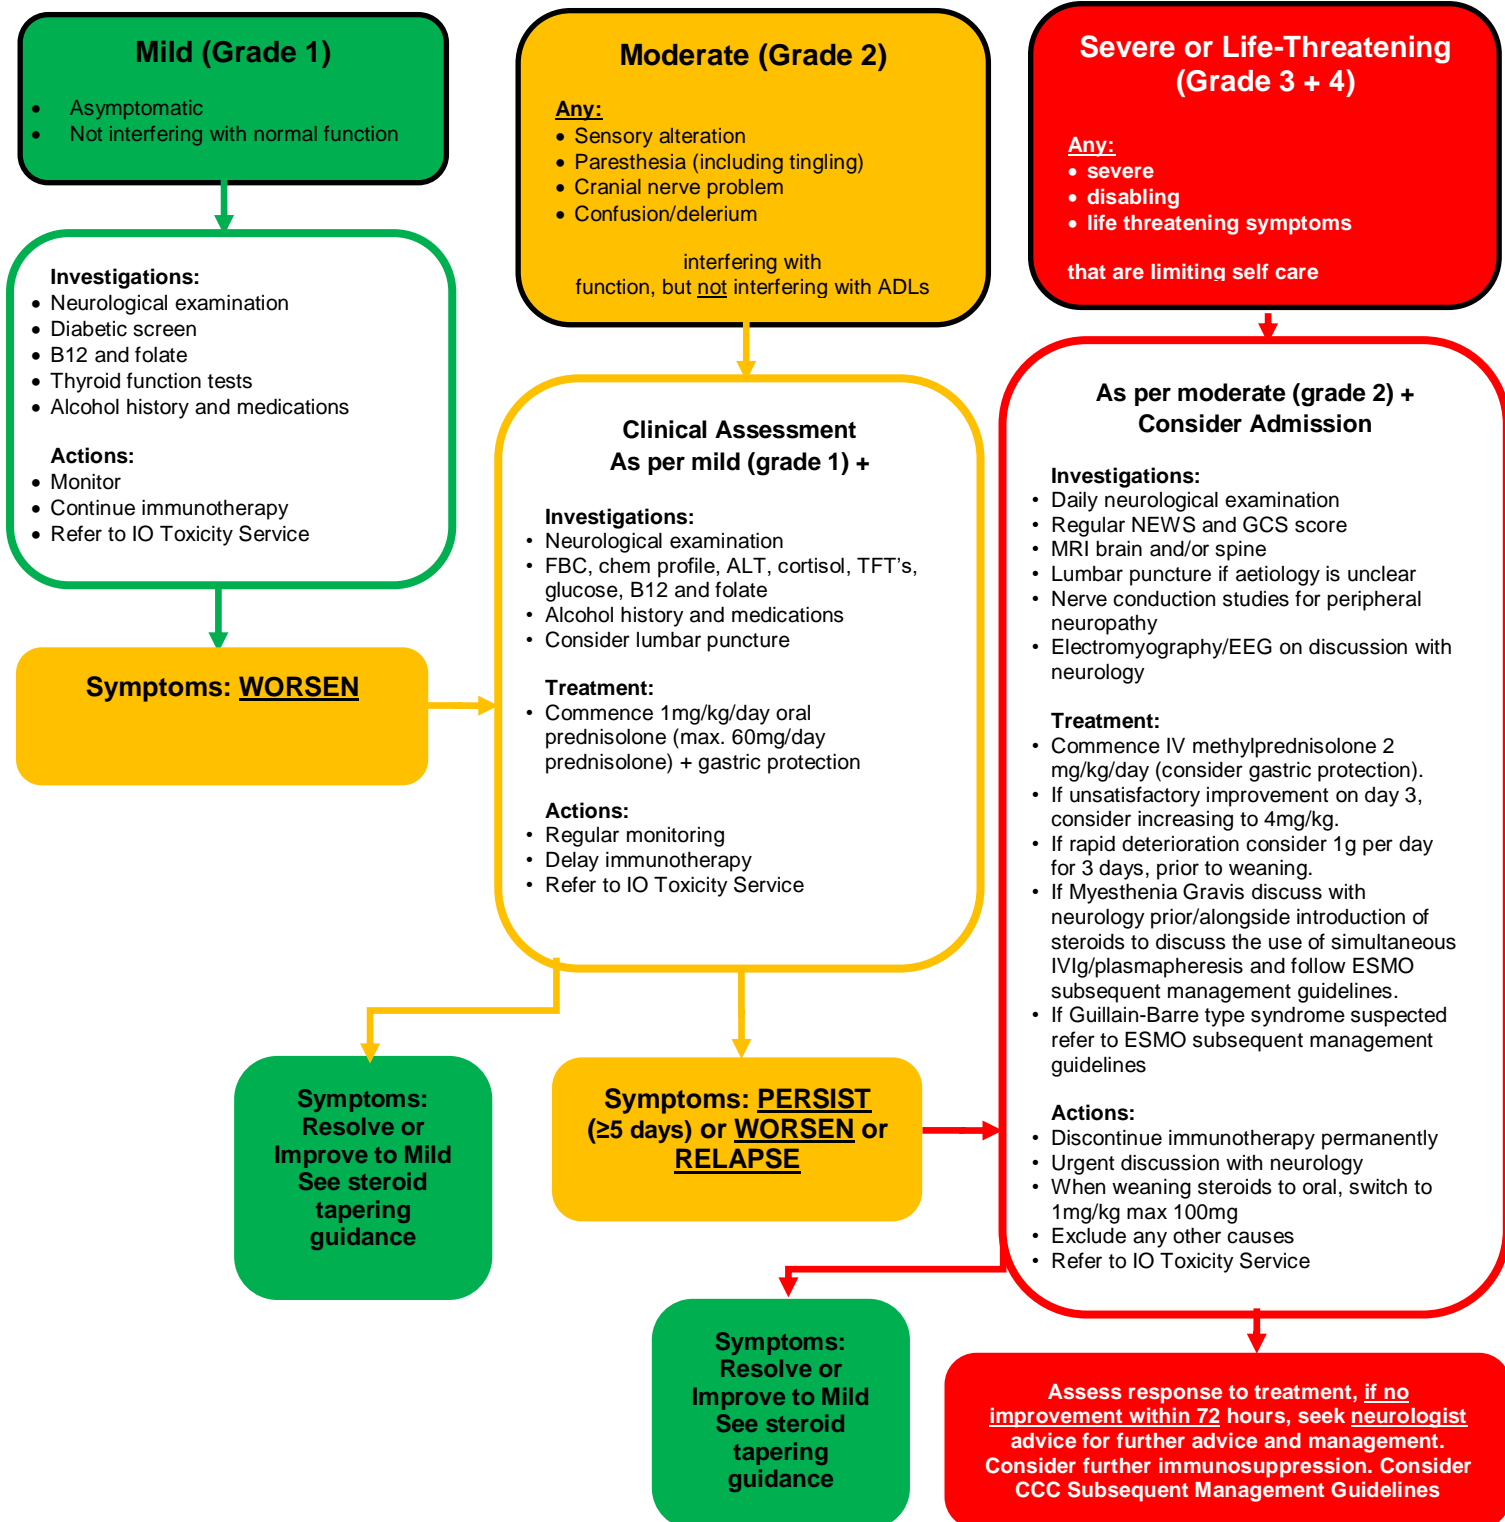 Mild (Grade 1)
• Asymptomatic
• Not interfering with normal function
Investigations:
• Neurological examination
• Diabetic screen
• B12 and folate
• Thyroid function tests
• Alcohol history and medications
Actions:
• Monitor
• Continue immunotherapy
• Refer to IO Toxicity Service
Symptoms: WORSEN
Moderate (Grade 2)
Any:
• Sensory alteration
• Paresthesia (including tingling)
• Cranial nerve problem
• Confusion/delerium
interfering with
function, but not interfering with ADLs
Clinical Assessment
As per mild (grade 1) +
Investigations:
• Neurological examination
• FBC, chem profile, ALT, cortisol, TFT's,
glucose, B12 and folate
• Alcohol history and medications
• Consider lumbar puncture
Treatment:
• Commence 1mg/kg/day oral
prednisolone (max. 60mg/day
prednisolone) + gastric protection
Actions:
• Regular monitoring
• Delay immunotherapy
• Refer to IO Toxicity Service
Symptoms:
Resolve or
Improve to Mild
See steroid
tapering
guidance
Symptoms: PERSIST
(≥5 days) or WORSEN or
RELAPSE
Severe or Life-Threatening
(Grade 3 + 4)
Any:
• severe
• disabling
• life threatening symptoms
that are limiting self care
As per moderate (grade 2) +
Consider Admission
Investigations:
• Daily neurological examination
• Regular NEWS and GCS score
• MRI brain and/or spine
• Lumbar puncture if aetiology is unclear
• Nerve conduction studies for peripheral
neuropathy
• Electromyography/EEG on discussion with
neurology
Treatment:
• Commence IV methylprednisolone 2
mg/kg/day (consider gastric protection).
• If unsatisfactory improvement on day 3,
consider increasing to 4mg/kg.
• If rapid deterioration consider 1g per day
for 3 days, prior to weaning.
• If Myesthenia Gravis discuss with
neurology prior/alongside introduction of
steroids to discuss the use of simultaneous
IVIg/plasmapheresis and follow ESMO
subsequent management guidelines.
• If Guillain-Barre type syndrome suspected
refer to ESMO subsequent management
guidelines
Actions:
• Discontinue immunotherapy permanently
• Urgent discussion with neurology
• When weaning steroids to oral, switch to
1mg/kg max 100mg
• Exclude any other causes
• Refer to IO Toxicity Service
Symptoms:
Resolve or
Improve to Mild
See steroid
tapering
guidance
Assess response to treatment, if no
improvement within 72 hours, seek neurologist
advice for further advice and management.
Consider further immunosuppression. Consider
CCC Subsequent Management Guidelines